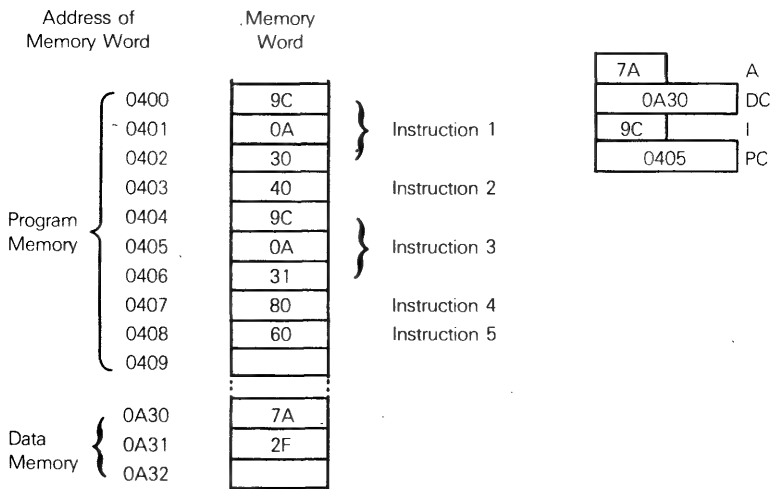 Address of Memory Word
Memory Word
0400 9C
0401 0A Instruction 1
0402 30
0403 40 Instruction 2
0404 9C
0405 0A Instruction 3
0406 31
0407 80 Instruction 4
0408 60 Instruction 5
0409
Program Memory
0A30 7A
0A31 2F
0A32
Data Memory
7A A
0A30 DC
9C I
0405 PC